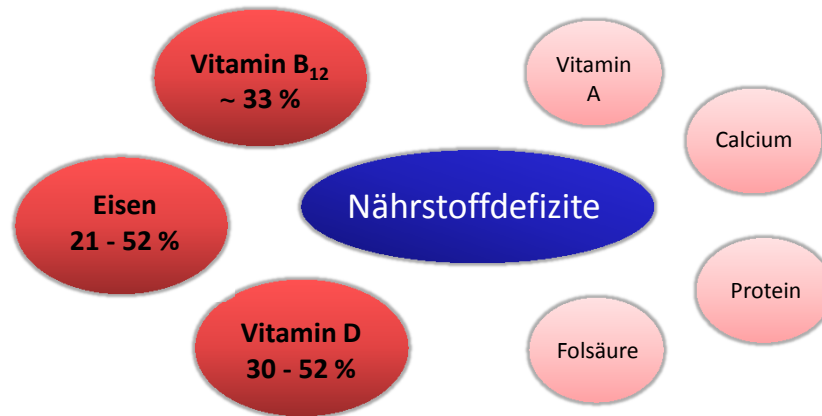 Vitamin B₁₂
~ 33 %
Vitamin
A
Calcium
Eisen
21 - 52 %
Nährstoffdefizite
Protein
Vitamin D
30 - 52 %
Folsäure